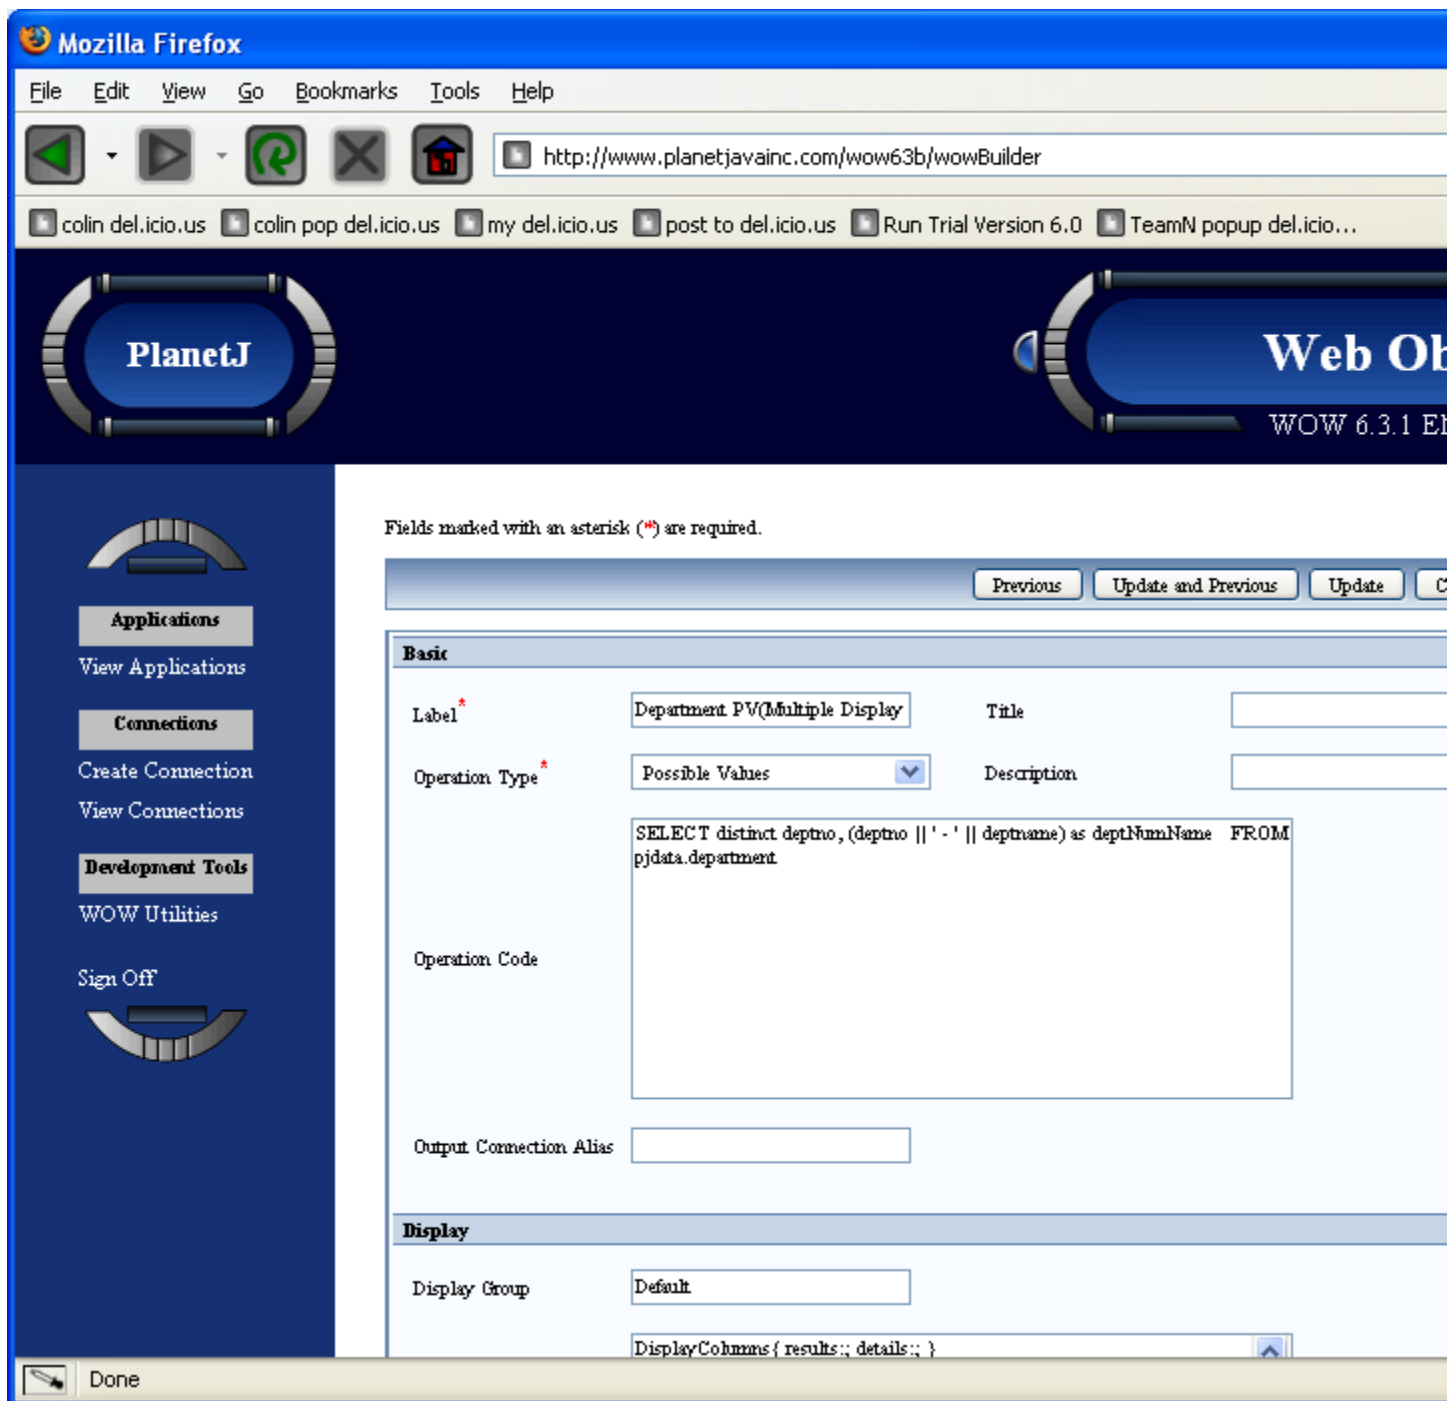 Mozilla Firefox
File Edit View Go Bookmarks Tools Help
http://www.planetjavainc.com/wow63b/wowBuilder
colin del.icio.us colin pop del.icio.us my del.icio.us post to del.icio.us Run Trial Version 6.0 TeamN popup del.icio...
PlanetJ
Web Ob
WOW 6.3.1
Applications
View Applications
Connections
Create Connection
View Connections
Development Tools
WOW Utilities
Sign Off
Fields marked with an asterisk (*) are required.
Previous Update and Previous Update
Basic
Label* Department PV(Multiple Display Title
Operation Type* Possible Values Description
Operation Code
SELECT distinct deptno, (deptno || ' - ' || deptname) as deptNumName FROM
pjdata.department
Output Connection Alias
Display
Display Group Default
DisplayColumns{ results:; details:; }
Done